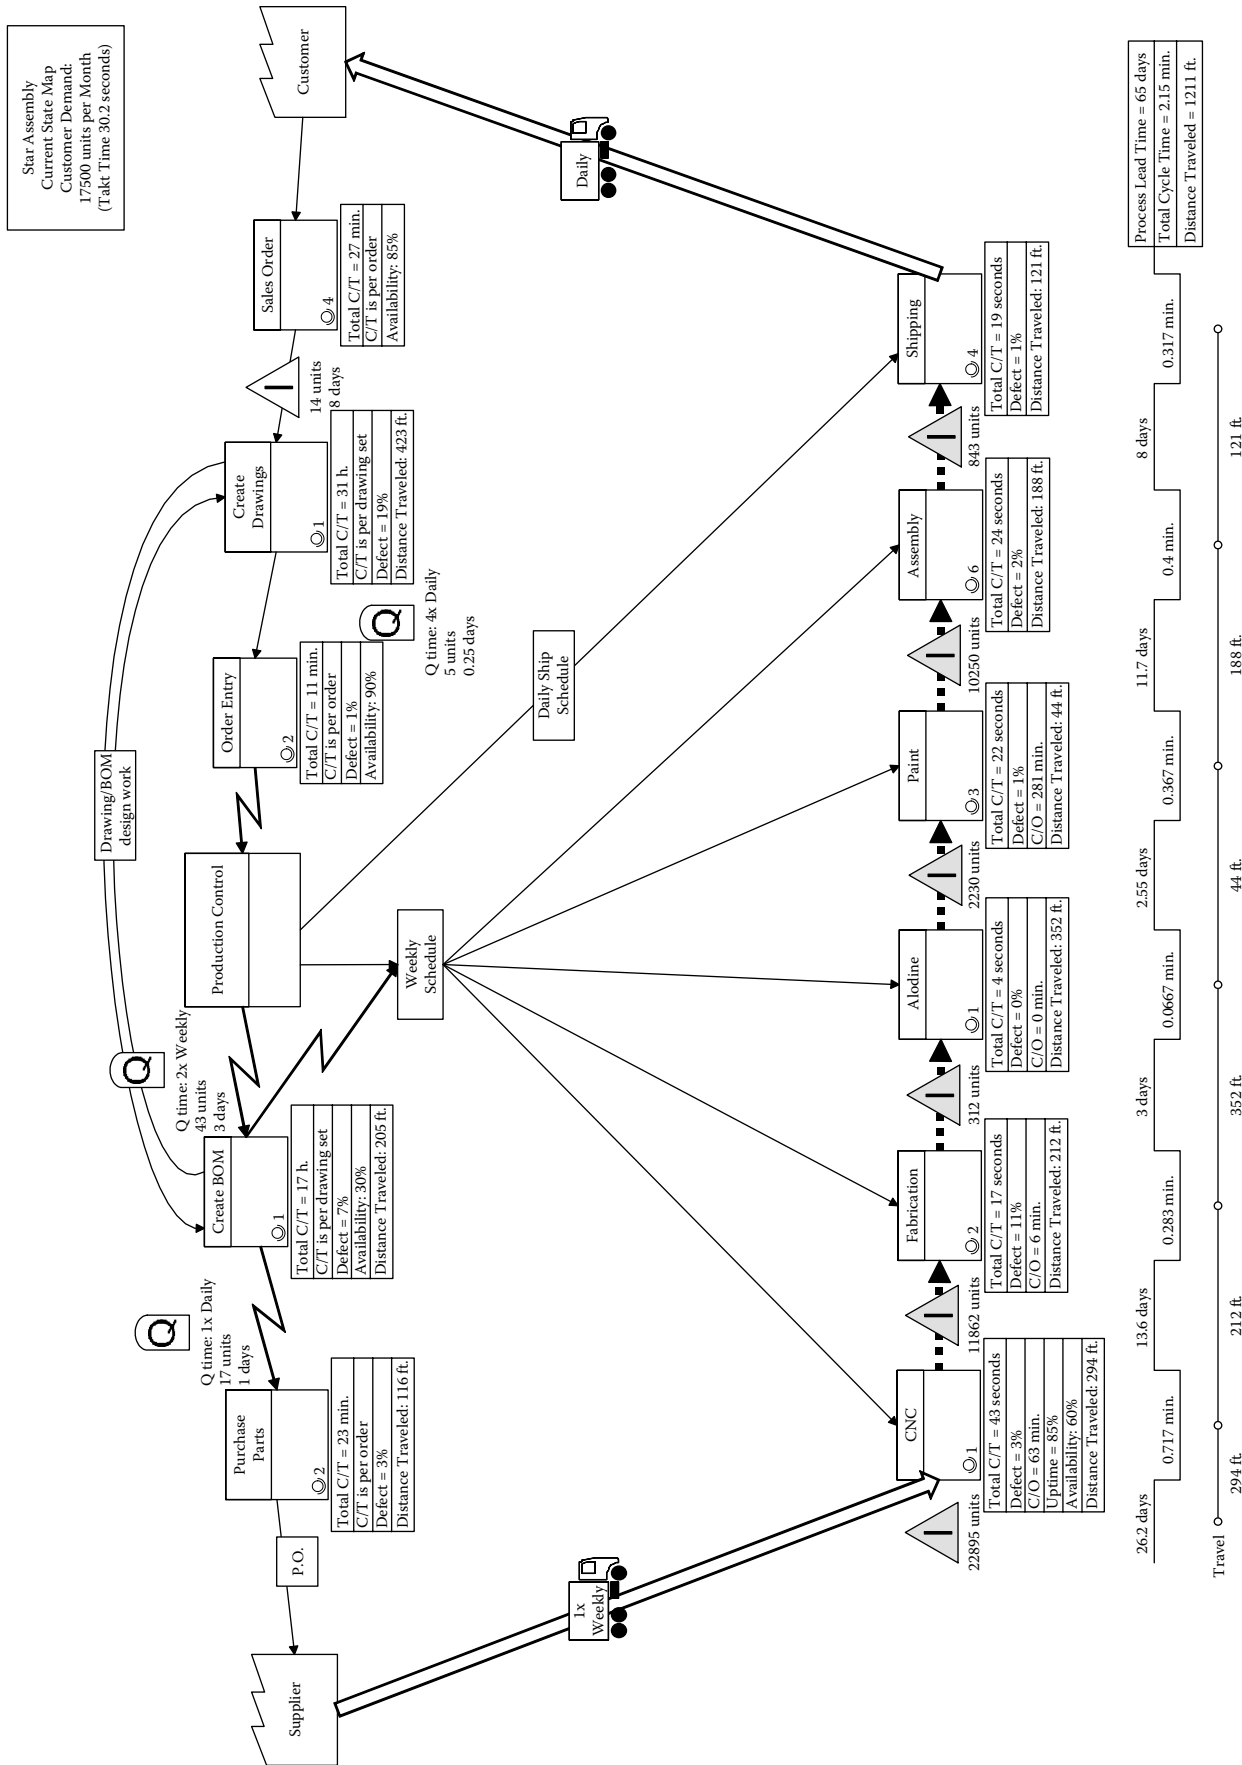 Star Assembly
Current State Map
Customer Demand:
17500 units per Month
(Takt Time 30.2 seconds)
Supplier
P.O.
Purchase
Parts
2
Total C/T = 23 min.
C/T is per order
Defect = 3%
Distance Traveled: 116 ft.
Q
Q time: 1x Daily
17 units
1 days
Create BOM
1
Total C/T = 17 h.
C/T is per drawing set
Defect = 7%
Availability: 30%
Distance Traveled: 205 ft.
Q
Q time: 2x Weekly
43 units
3 days
Drawing/BOM
design work
Production Control
Order Entry
2
Total C/T = 11 min.
C/T is per order
Defect = 1%
Availability: 90%
Q
Q time: 4x Daily
5 units
0.25 days
Create
Drawings
1
Total C/T = 31 h.
C/T is per drawing set
Defect = 19%
Distance Traveled: 423 ft.
I
14 units
8 days
Sales Order
4
Total C/T = 27 min.
C/T is per order
Availability: 85%
Customer
1x
Weekly
Weekly
Schedule
Daily Ship
Schedule
Daily
I
22895 units
CNC
1
Total C/T = 43 seconds
Defect = 3%
C/O = 63 min.
Uptime = 85%
Availability: 60%
Distance Traveled: 294 ft.
I
11862 units
Fabrication
2
Total C/T = 17 seconds
Defect = 11%
C/O = 6 min.
Distance Traveled: 212 ft.
I
312 units
Alodine
1
Total C/T = 4 seconds
Defect = 0%
C/O = 0 min.
Distance Traveled: 352 ft.
I
2230 units
Paint
3
Total C/T = 22 seconds
Defect = 1%
C/O = 281 min.
Distance Traveled: 44 ft.
I
10250 units
Assembly
6
Total C/T = 24 seconds
Defect = 2%
Distance Traveled: 188 ft.
I
843 units
Shipping
4
Total C/T = 19 seconds
Defect = 1%
Distance Traveled: 121 ft.
26.2 days
0.717 min.
13.6 days
0.283 min.
3 days
0.0667 min.
2.55 days
0.367 min.
11.7 days
0.4 min.
8 days
0.317 min.
Process Lead Time = 65 days
Total Cycle Time = 2.15 min.
Distance Traveled = 1211 ft.
Travel
294 ft.
212 ft.
352 ft.
44 ft.
188 ft.
121 ft.